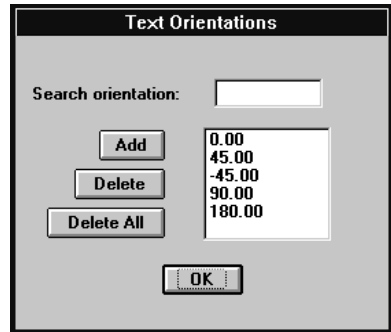 Text Orientations
Search orientation:
Add
Delete
Delete All
0.00
45.00
-45.00
90.00
180.00
OK